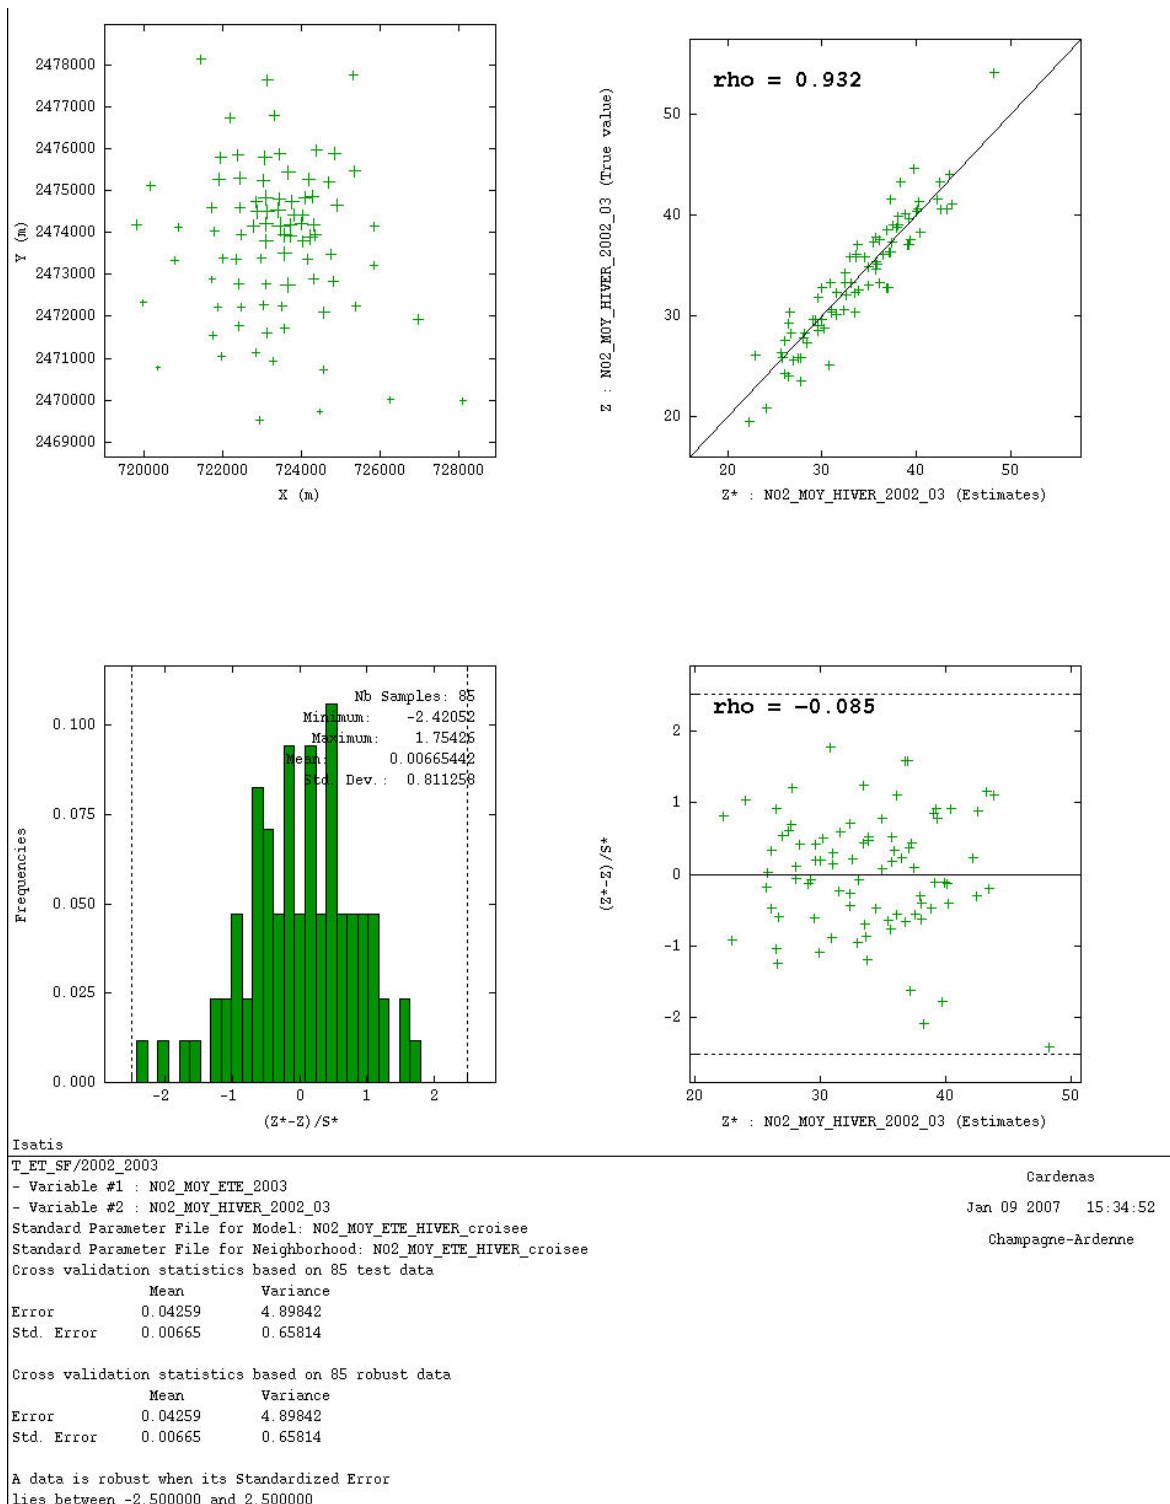 2478000
2477000
2476000
2475000
2474000
2473000
2472000
2471000
2470000
2469000
Y (m)
720000 722000 724000 726000 728000
X (m)
rho = 0.932
50
40
30
20
Z : NO2_MOY_HIVER_2002_03 (True value)
20 30 40 50
Z* : NO2_MOY_HIVER_2002_03 (Estimates)
Nb Samples: 85
Minimum: -2.42052
Maximum: 1.75426
Mean: 0.00665442
Std. Dev.: 0.811258
0.100
0.075
0.050
0.025
0.000
Frequencies
-2 -1 0 1 2
(Z*-Z)/S*
rho = -0.085
2
1
0
-1
-2
(Z*-Z)/S*
20 30 40 50
Z* : NO2_MOY_HIVER_2002_03 (Estimates)
Isatis
T_ET_SF/2002_2003
- Variable #1 : NO2_MOY_ETE_2003
- Variable #2 : NO2_MOY_HIVER_2002_03
Standard Parameter File for Model: NO2_MOY_ETE_HIVER_croisee
Standard Parameter File for Neighborhood: NO2_MOY_ETE_HIVER_croisee
Cross validation statistics based on 85 test data
Mean Variance
Error 0.04259 4.89842
Std. Error 0.00665 0.65814
Cross validation statistics based on 85 robust data
Mean Variance
Error 0.04259 4.89842
Std. Error 0.00665 0.65814
A data is robust when its Standardized Error
lies between -2.500000 and 2.500000
Cardenas
Jan 09 2007 15:34:52
Champagne-Ardenne